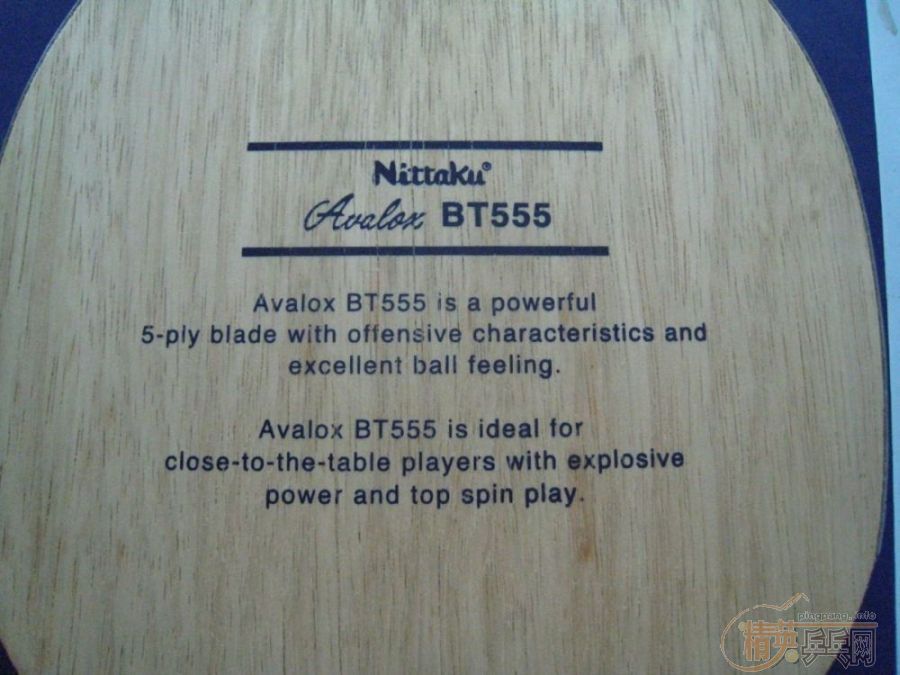 Nittaku®
Avalox BT555
Avalox BT555 is a powerful
5-ply blade with offensive characteristics and
excellent ball feeling.
Avalox BT555 is ideal for
close-to-the-table players with explosive
power and top spin play.
pingpang.info
精英乒乓网